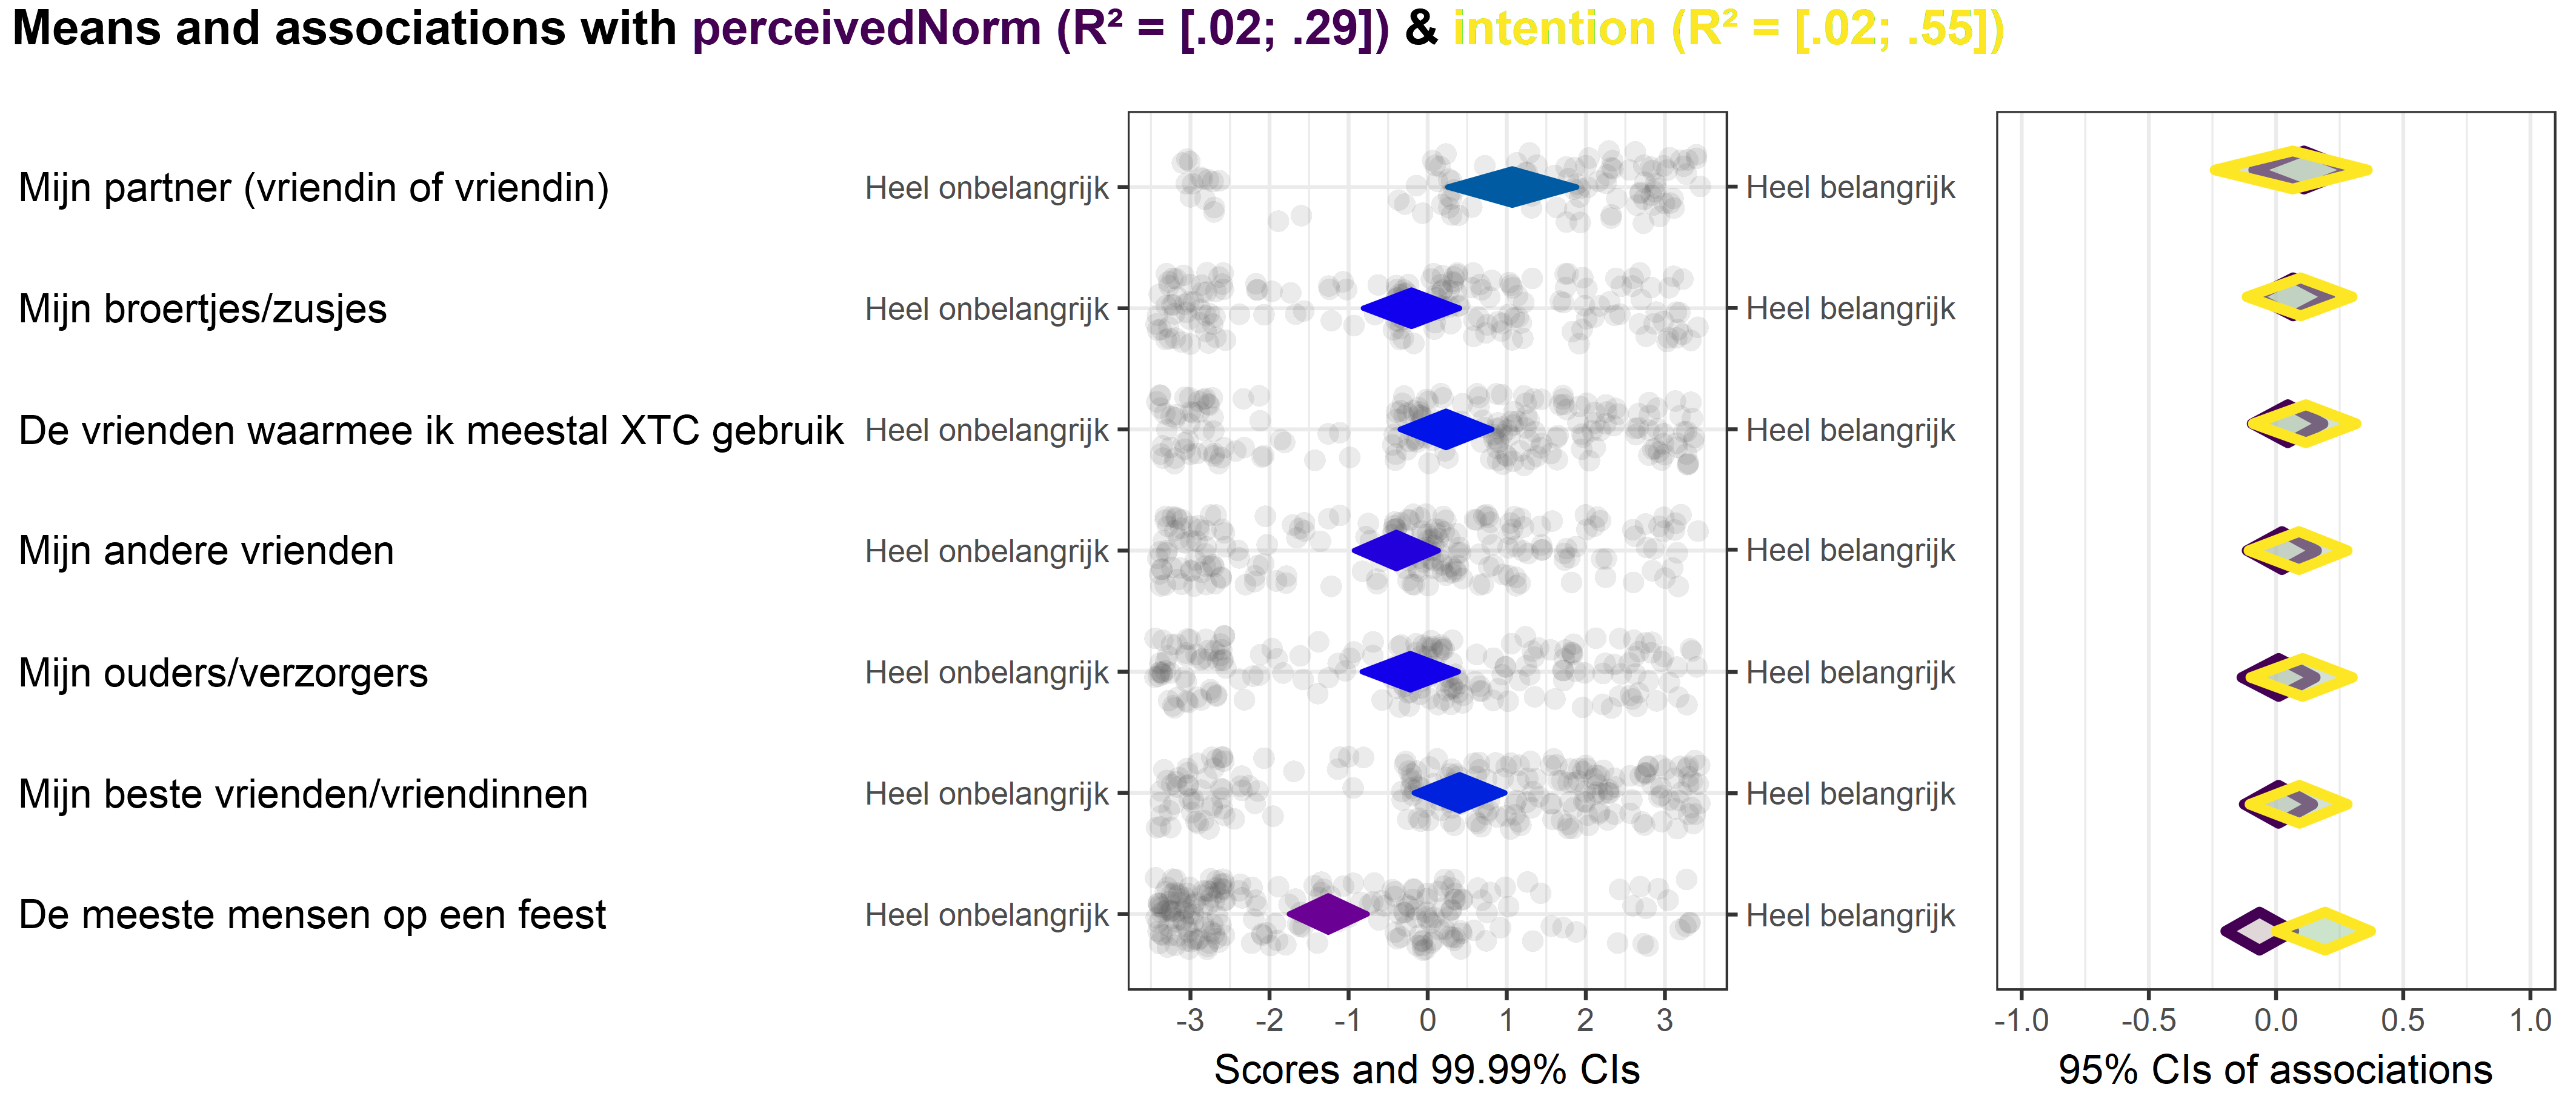 Means and associations with perceivedNorm (R² = [.02; .29]) & intention (R² = [.02; .55])
Mijn partner (vriendin of vriendin) Heel onbelangrijk Heel belangrijk
Mijn broertjes/zusjes Heel onbelangrijk Heel belangrijk
De vrienden waarmee ik meestal XTC gebruik Heel onbelangrijk Heel belangrijk
Mijn andere vrienden Heel onbelangrijk Heel belangrijk
Mijn ouders/verzorgers Heel onbelangrijk Heel belangrijk
Mijn beste vrienden/vriendinnen Heel onbelangrijk Heel belangrijk
De meeste mensen op een feest Heel onbelangrijk Heel belangrijk
-3 -2 -1 0 1 2 3 -1.0 -0.5 0.0 0.5 1.0
Scores and 99.99% CIs 95% CIs of associations